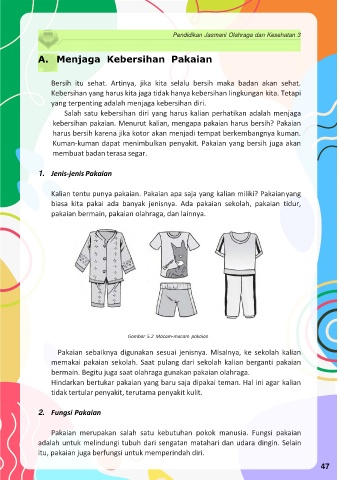 Pendidikan Jasmani Olahraga dan Kesehatan 3
A. Menjaga Kebersihan Pakaian
Bersih itu sehat. Artinya, jika kita selalu bersih maka badan akan sehat.
Kebersihan yang harus kita jaga tidak hanya kebersihan lingkungan kita. Tetapi
yang terpenting adalah menjaga kebersihan diri.
Salah satu kebersihan diri yang harus kalian perhatikan adalah menjaga
kebersihan pakaian. Menurut kalian, mengapa pakaian harus bersih? Pakaian
harus bersih karena jika kotor akan menjadi tempat berkembangnya kuman.
Kuman-kuman dapat menimbulkan penyakit. Pakaian yang bersih juga akan
membuat badan terasa segar.
1. Jenis-jenis Pakaian
Kalian tentu punya pakaian. Pakaian apa saja yang kalian miliki? Pakaian yang
biasa kita pakai ada banyak jenisnya. Ada pakaian sekolah, pakaian tidur,
pakaian bermain, pakaian olahraga, dan lainnya.
Gambar 5.2 Macam-macam pakaian
Pakaian sebaiknya digunakan sesuai jenisnya. Misalnya, ke sekolah kalian
memakai pakaian sekolah. Saat pulang dari sekolah kalian berganti pakaian
bermain. Begitu juga saat olahraga gunakan pakaian olahraga.
Hindarkan bertukar pakaian yang baru saja dipakai teman. Hal ini agar kalian
tidak tertular penyakit, terutama penyakit kulit.
2. Fungsi Pakaian
Pakaian merupakan salah satu kebutuhan pokok manusia. Fungsi pakaian
adalah untuk melindungi tubuh dari sengatan matahari dan udara dingin. Selain
itu, pakaian juga berfungsi untuk memperindah diri.
47